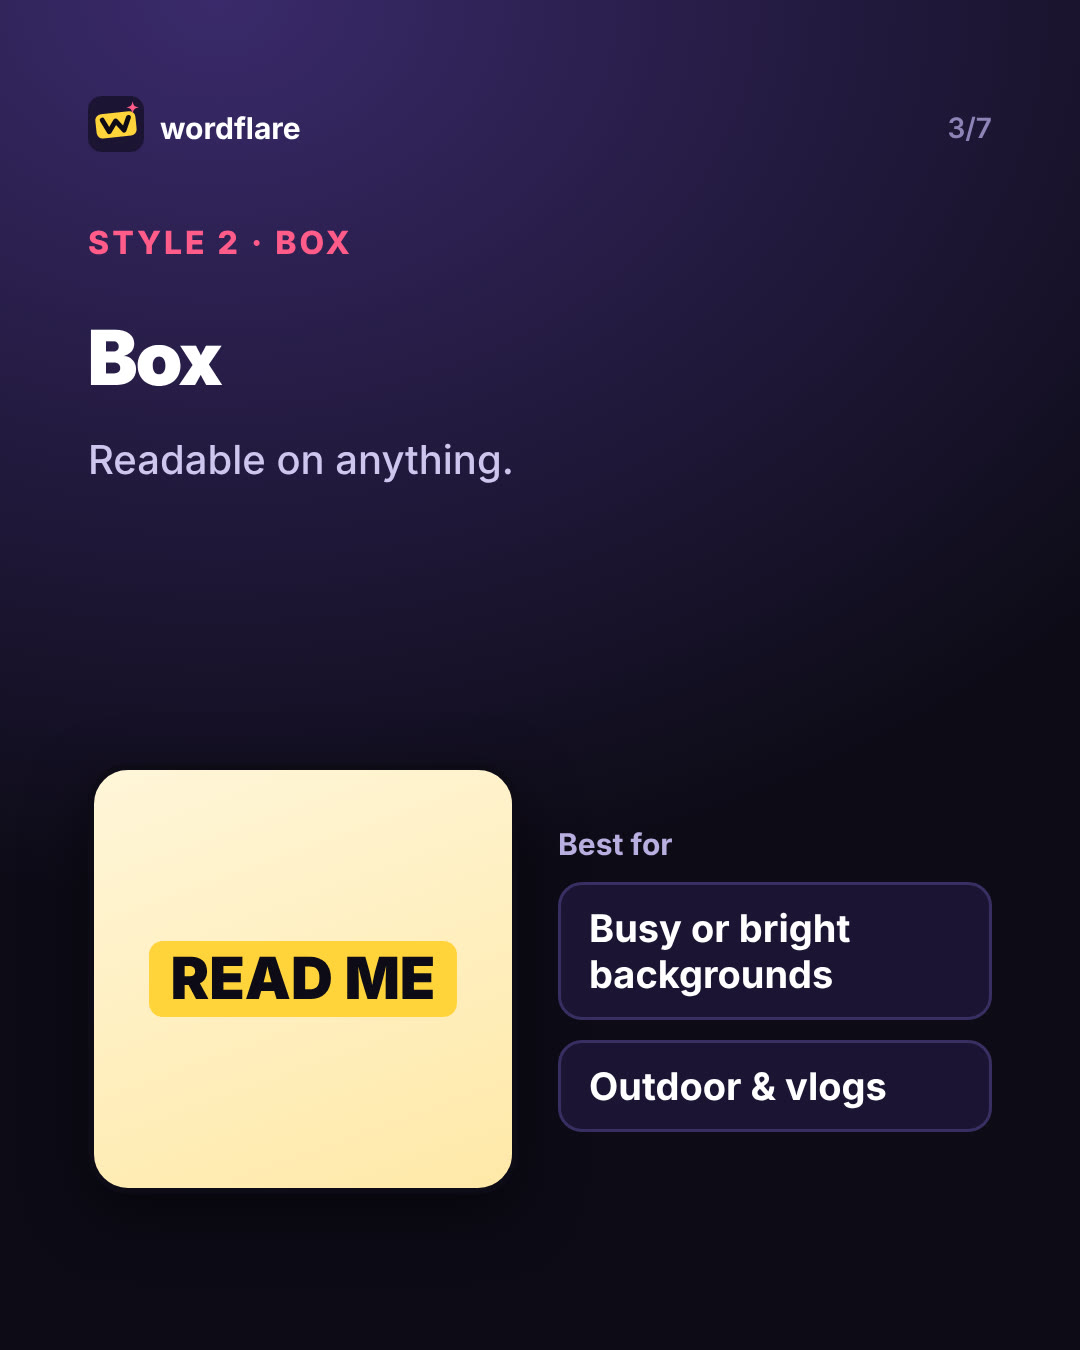 wordflare
3/7
STYLE 2 · BOX
Box
Readable on anything.
READ ME
Best for
Busy or bright
backgrounds
Outdoor & vlogs